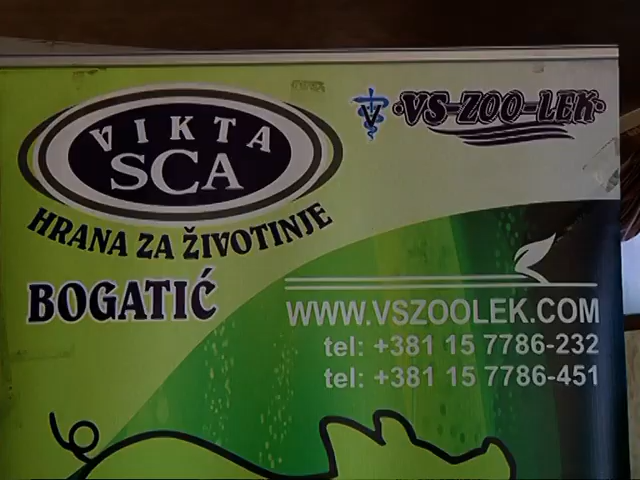 VIKTA
SCA
HRANA ZA ŽIVOTINJE
BOGATIĆ
V
•VS-ZOO-LEK•
WWW.VSZOOLEK.COM
tel: +381 15 7786-232
tel: +381 15 7786-451